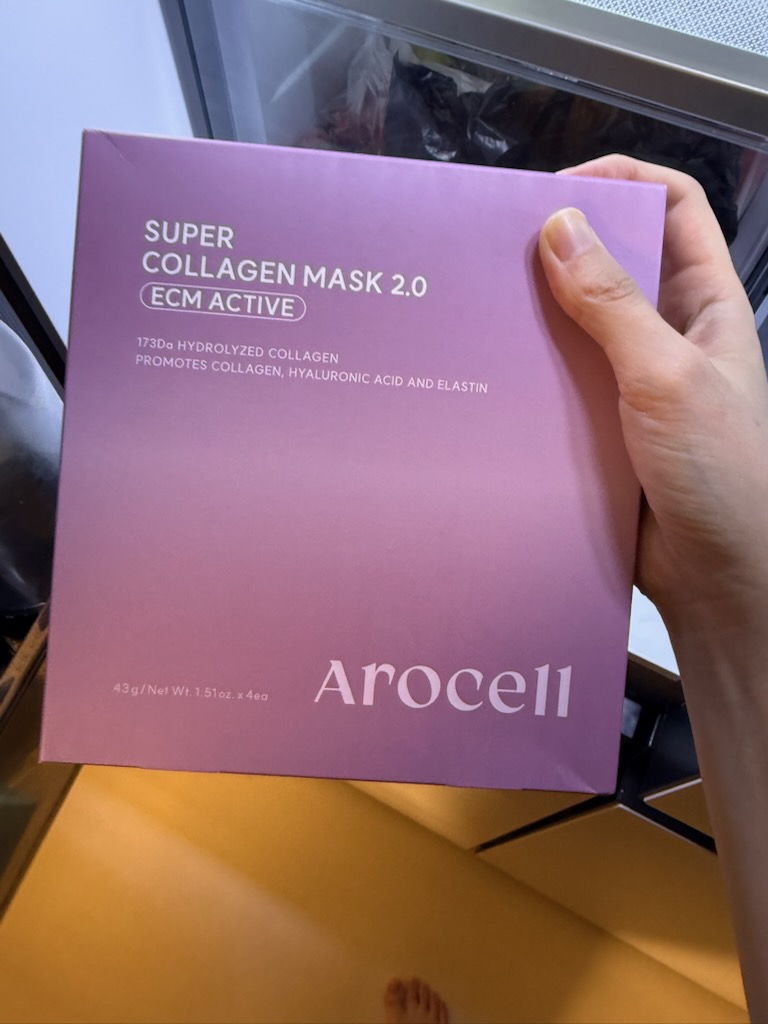 SUPER
COLLAGEN MASK 2.0
ECM ACTIVE
173Da HYDROLYZED COLLAGEN
PROMOTES COLLAGEN, HYALURONIC ACID AND ELASTIN
43g/Net Wt. 1.51oz. x 4ea
Arocell